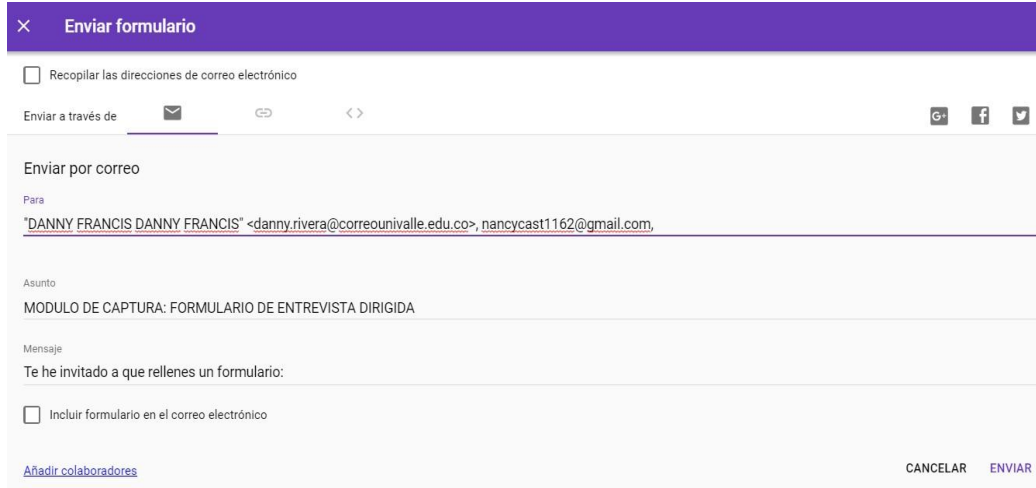 Enviar formulario
Recopilar las direcciones de correo electrónico
Enviar a través de
G+
Enviar por correo
Para
"DANNY FRANCIS DANNY FRANCIS" <danny.rivera@correounivalle.edu.co>, nancycast1162@gmail.com,
Asunto
MODULO DE CAPTURA: FORMULARIO DE ENTREVISTA DIRIGIDA
Mensaje
Te he invitado a que rellenes un formulario:
Incluir formulario en el correo electrónico
Añadir colaboradores CANCELAR ENVIAR